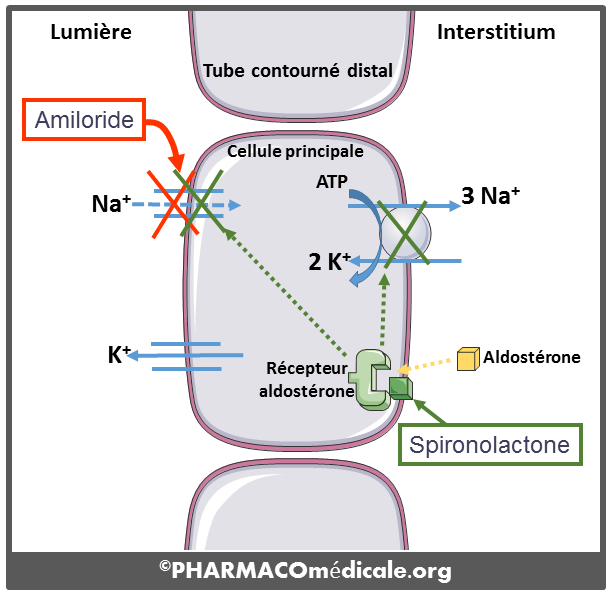 Lumière
Interstitium
Tube contourné distal
Amiloride
Cellule principale
ATP
Na⁺
3 Na⁺
2 K⁺
K⁺
Récepteur
aldostérone
Aldostérone
Spironolactone
©PHARMACOmédicale.org